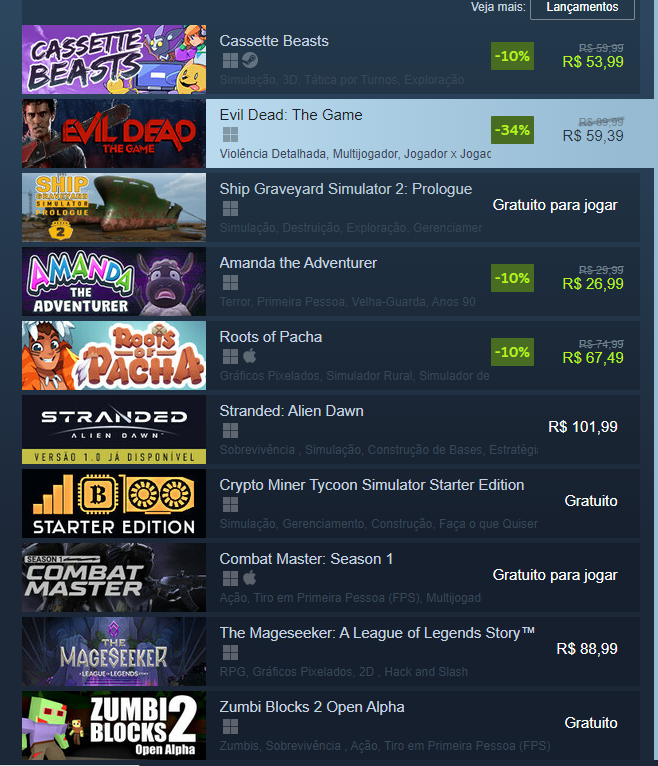 Veja mais: Lançamentos
CASSETTE
BEASTS
Cassette Beasts
Simulação, 3D, Tática por Turnos, Exploração
-10%
R$ 59,99
R$ 53,99
EVIL DEAD
THE GAME
Evil Dead: The Game
Violência Detalhada, Multijogador, Jogador x Jogac
-34%
R$ 89,99
R$ 59,39
SHIP
GRAVEYARD
SIMULATOR
PROLOGUE
2
Ship Graveyard Simulator 2: Prologue
Simulação, Destruição, Exploração, Gerenciamer
Gratuito para jogar
AMANDA
THE
ADVENTURER
Amanda the Adventurer
Terror, Primeira Pessoa, Velha-Guarda, Anos 90
-10%
R$ 29,99
R$ 26,99
ROOTS
OF
PACHA
Roots of Pacha
Gráficos Pixelados, Simulador Rural, Simulador de
-10%
R$ 74,99
R$ 67,49
STRANDED
ALIEN DAWN
VERSÃO 1.0 JÁ DISPONÍVEL
Stranded: Alien Dawn
Sobrevivência , Simulação, Construção de Bases, Estratégi
R$ 101,99
STARTER EDITION
Crypto Miner Tycoon Simulator Starter Edition
Simulação, Gerenciamento, Construção, Faça o que Quiser
Gratuito
SEASON 1
COMBAT
MASTER
Combat Master: Season 1
Ação, Tiro em Primeira Pessoa (FPS), Multijogad
Gratuito para jogar
THE
MAGESEEKER
A LEAGUE OF LEGENDS STORY
The Mageseeker: A League of Legends Story™
RPG, Gráficos Pixelados, 2D , Hack and Slash
R$ 88,99
ZUMBI
BLOCKS 2
Open Alpha
Zumbi Blocks 2 Open Alpha
Zumbis, Sobrevivência , Ação, Tiro em Primeira Pessoa (FPS)
Gratuito